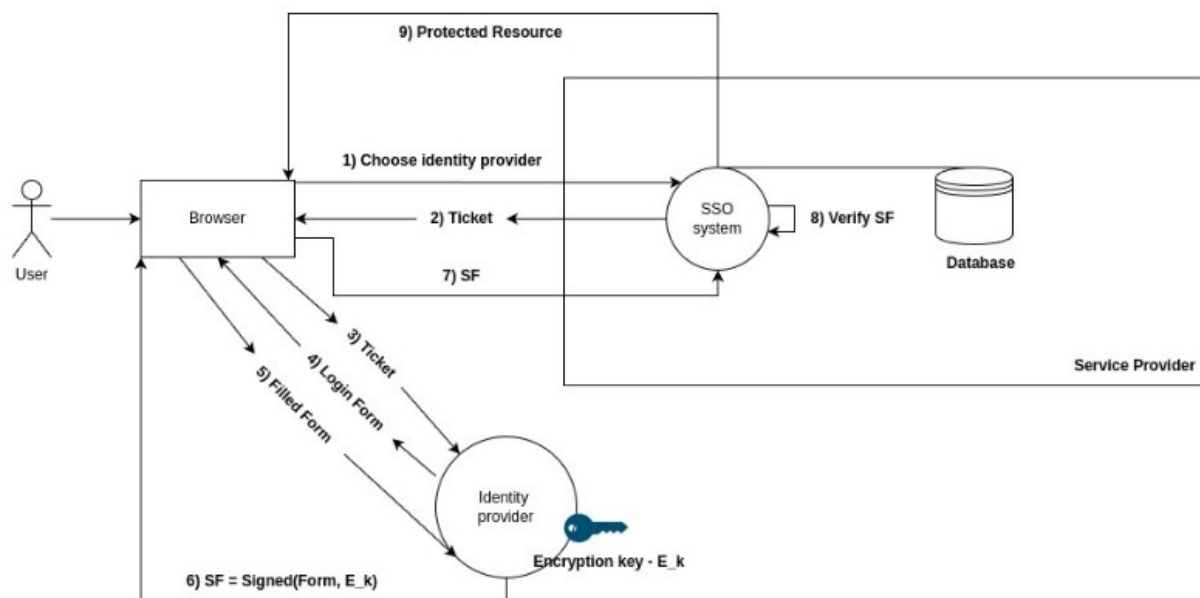 9) Protected Resource
1) Choose identity provider
User
Browser
2) Ticket
SSO
system
8) Verify SF
Database
7) SF
3) Ticket
4) Login Form
5) Filled Form
Service Provider
Identity
provider
Encryption key - E_k
6) SF = Signed(Form, E_k)